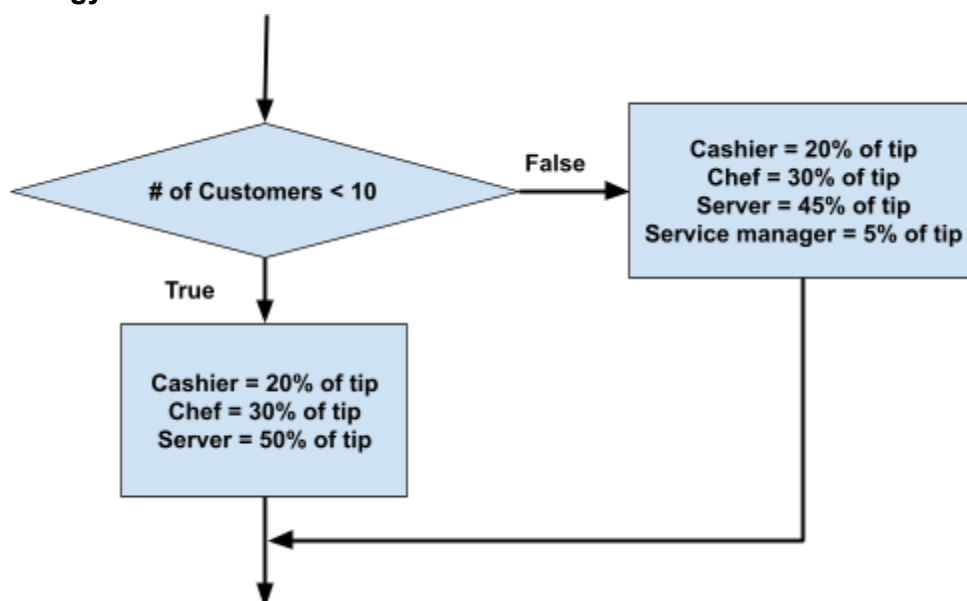 # of Customers < 10
False
Cashier = 20% of tip
Chef = 30% of tip
Server = 45% of tip
Service manager = 5% of tip
True
Cashier = 20% of tip
Chef = 30% of tip
Server = 50% of tip